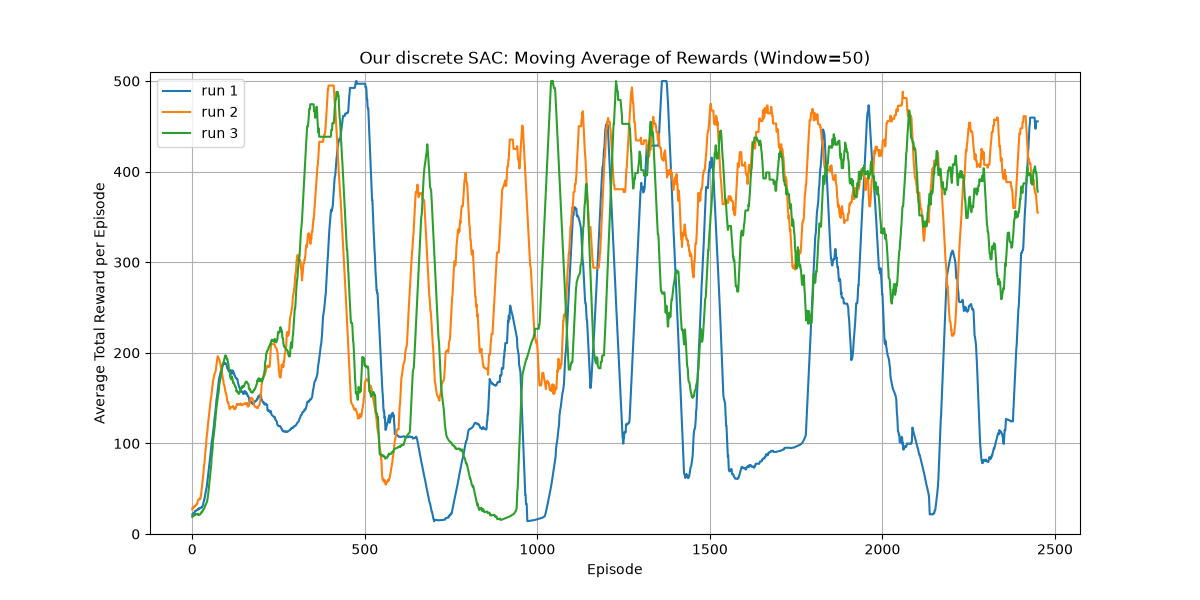 Our discrete SAC: Moving Average of Rewards (Window=50)
run 1
run 2
run 3
Average Total Reward per Episode
500
400
300
200
100
0
0
500
1000
1500
2000
2500
Episode